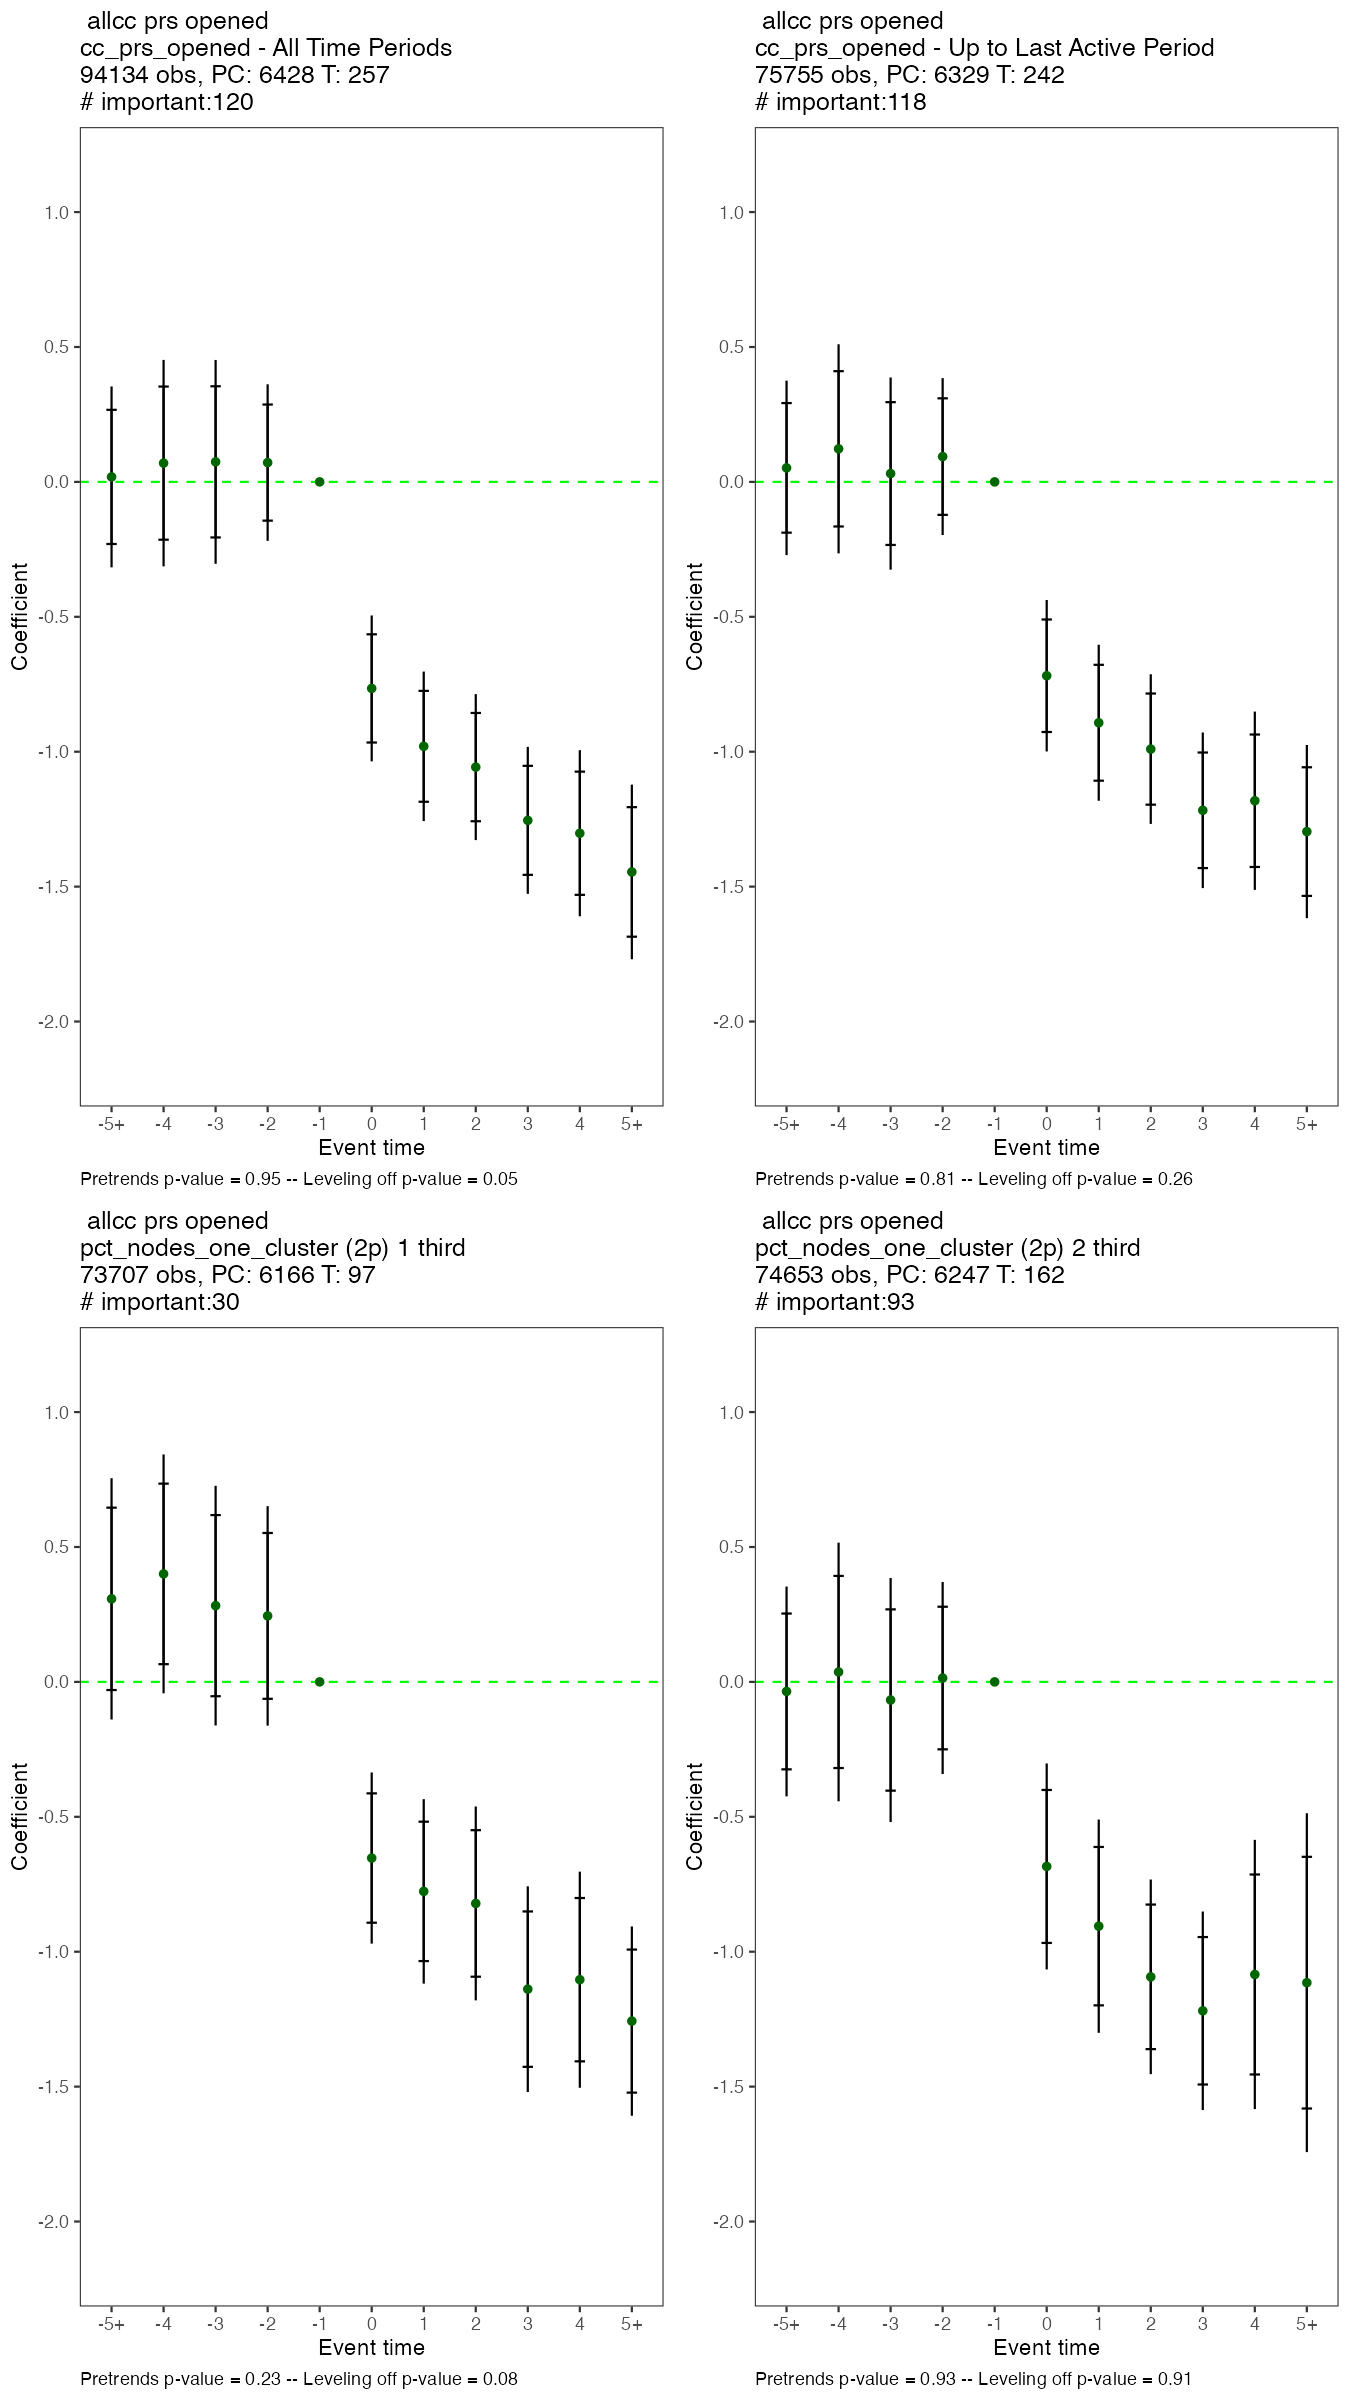 allcc prs opened
cc_prs_opened - All Time Periods
94134 obs, PC: 6428 T: 257
# important:120
1.0
0.5
0.0
-0.5
-1.0
-1.5
-2.0
Coefficient
-5+ -4 -3 -2 -1 0 1 2 3 4 5+
Event time
Pretrends p-value = 0.95 -- Leveling off p-value = 0.05
allcc prs opened
cc_prs_opened - Up to Last Active Period
75755 obs, PC: 6329 T: 242
# important:118
1.0
0.5
0.0
-0.5
-1.0
-1.5
-2.0
Coefficient
-5+ -4 -3 -2 -1 0 1 2 3 4 5+
Event time
Pretrends p-value = 0.81 -- Leveling off p-value = 0.26
allcc prs opened
pct_nodes_one_cluster (2p) 1 third
73707 obs, PC: 6166 T: 97
# important:30
1.0
0.5
0.0
-0.5
-1.0
-1.5
-2.0
Coefficient
-5+ -4 -3 -2 -1 0 1 2 3 4 5+
Event time
Pretrends p-value = 0.23 -- Leveling off p-value = 0.08
allcc prs opened
pct_nodes_one_cluster (2p) 2 third
74653 obs, PC: 6247 T: 162
# important:93
1.0
0.5
0.0
-0.5
-1.0
-1.5
-2.0
Coefficient
-5+ -4 -3 -2 -1 0 1 2 3 4 5+
Event time
Pretrends p-value = 0.93 -- Leveling off p-value = 0.91